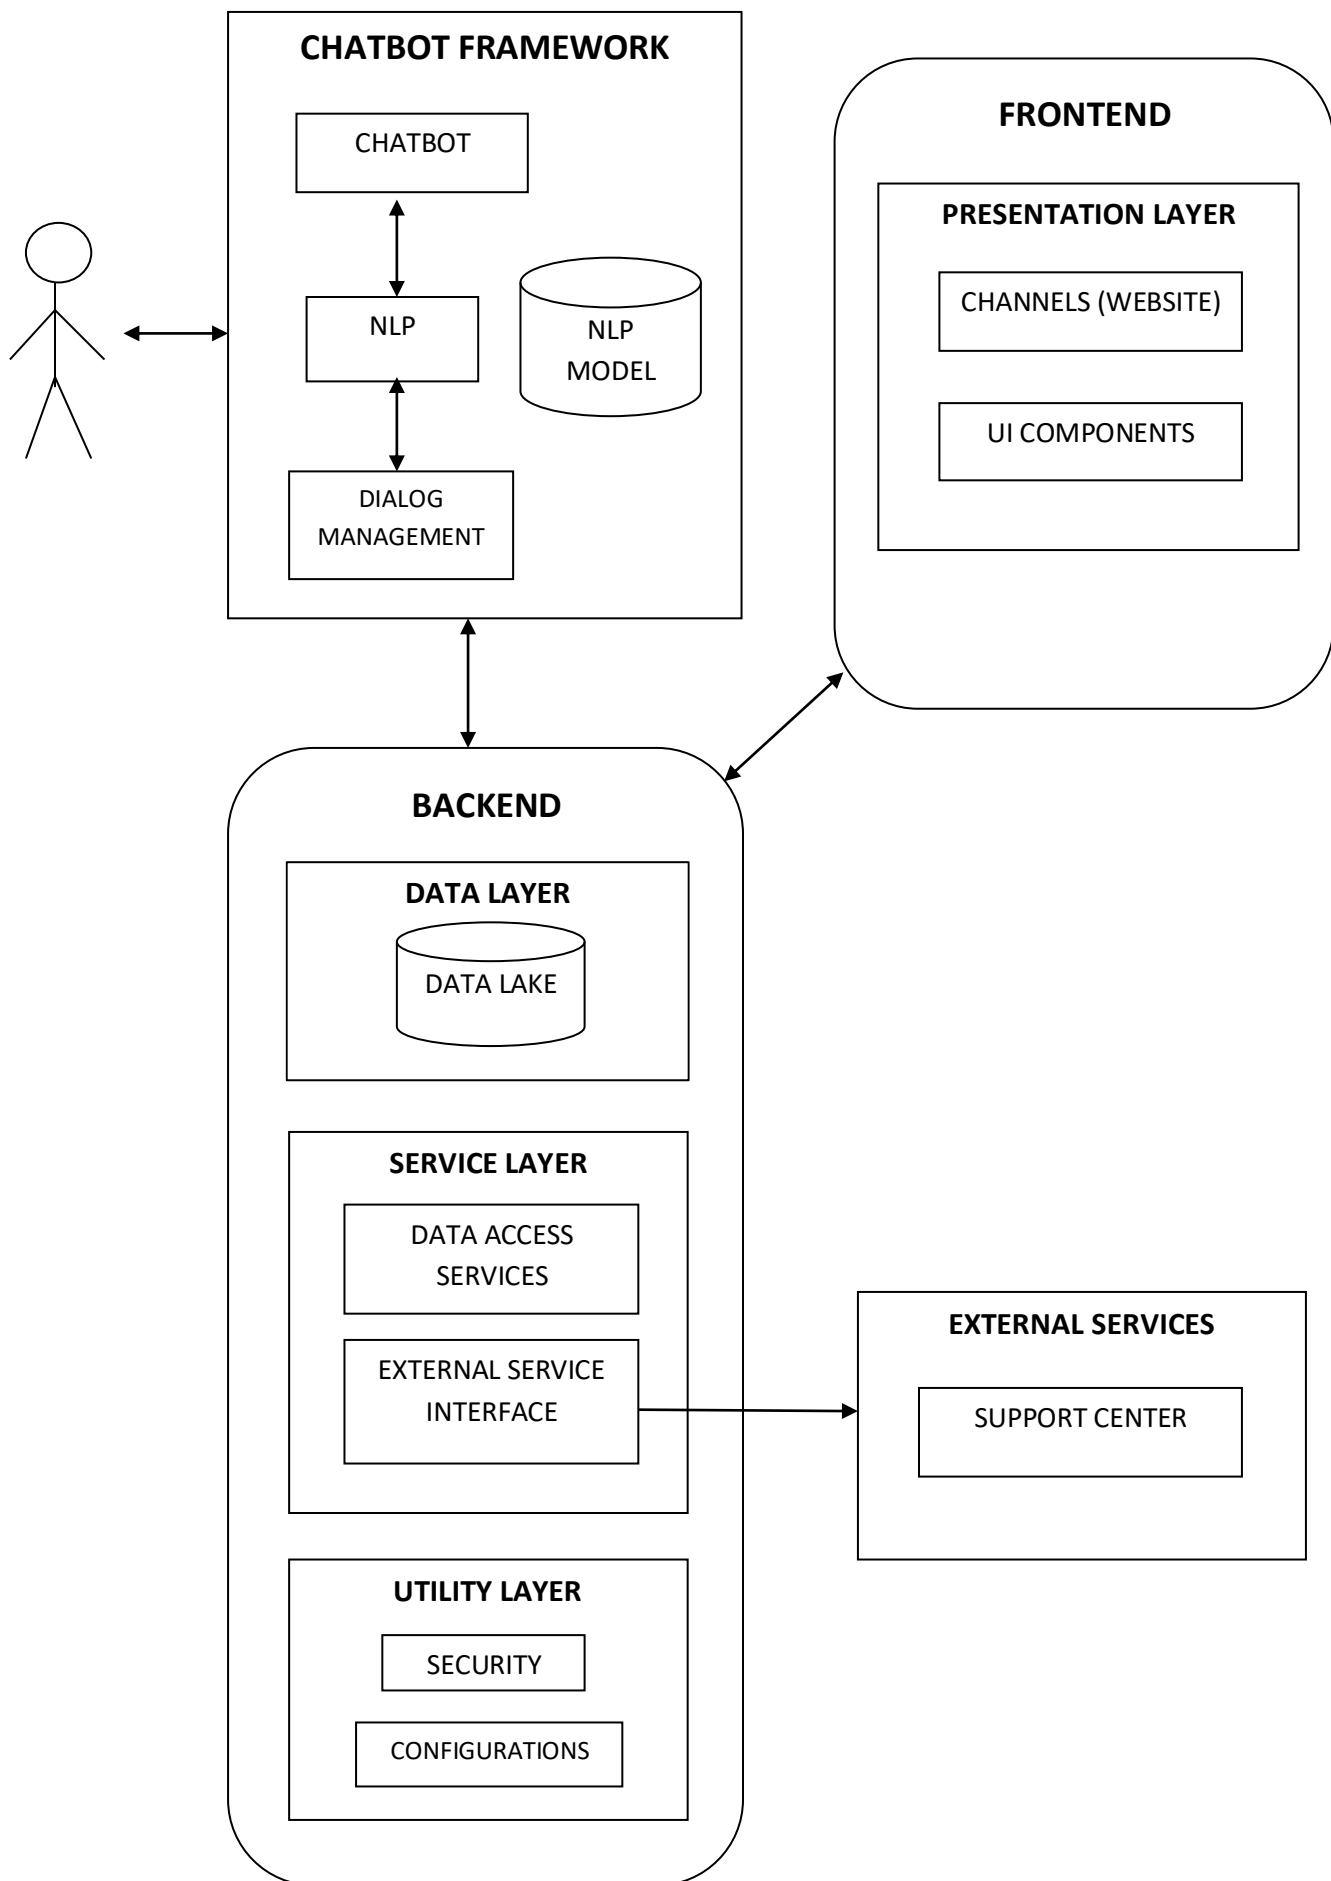 CHATBOT FRAMEWORK
CHATBOT
NLP
NLP
MODEL
DIALOG
MANAGEMENT
FRONTEND
PRESENTATION LAYER
CHANNELS (WEBSITE)
UI COMPONENTS
BACKEND
DATA LAYER
DATA LAKE
SERVICE LAYER
DATA ACCESS
SERVICES
EXTERNAL SERVICE
INTERFACE
EXTERNAL SERVICES
SUPPORT CENTER
UTILITY LAYER
SECURITY
CONFIGURATIONS